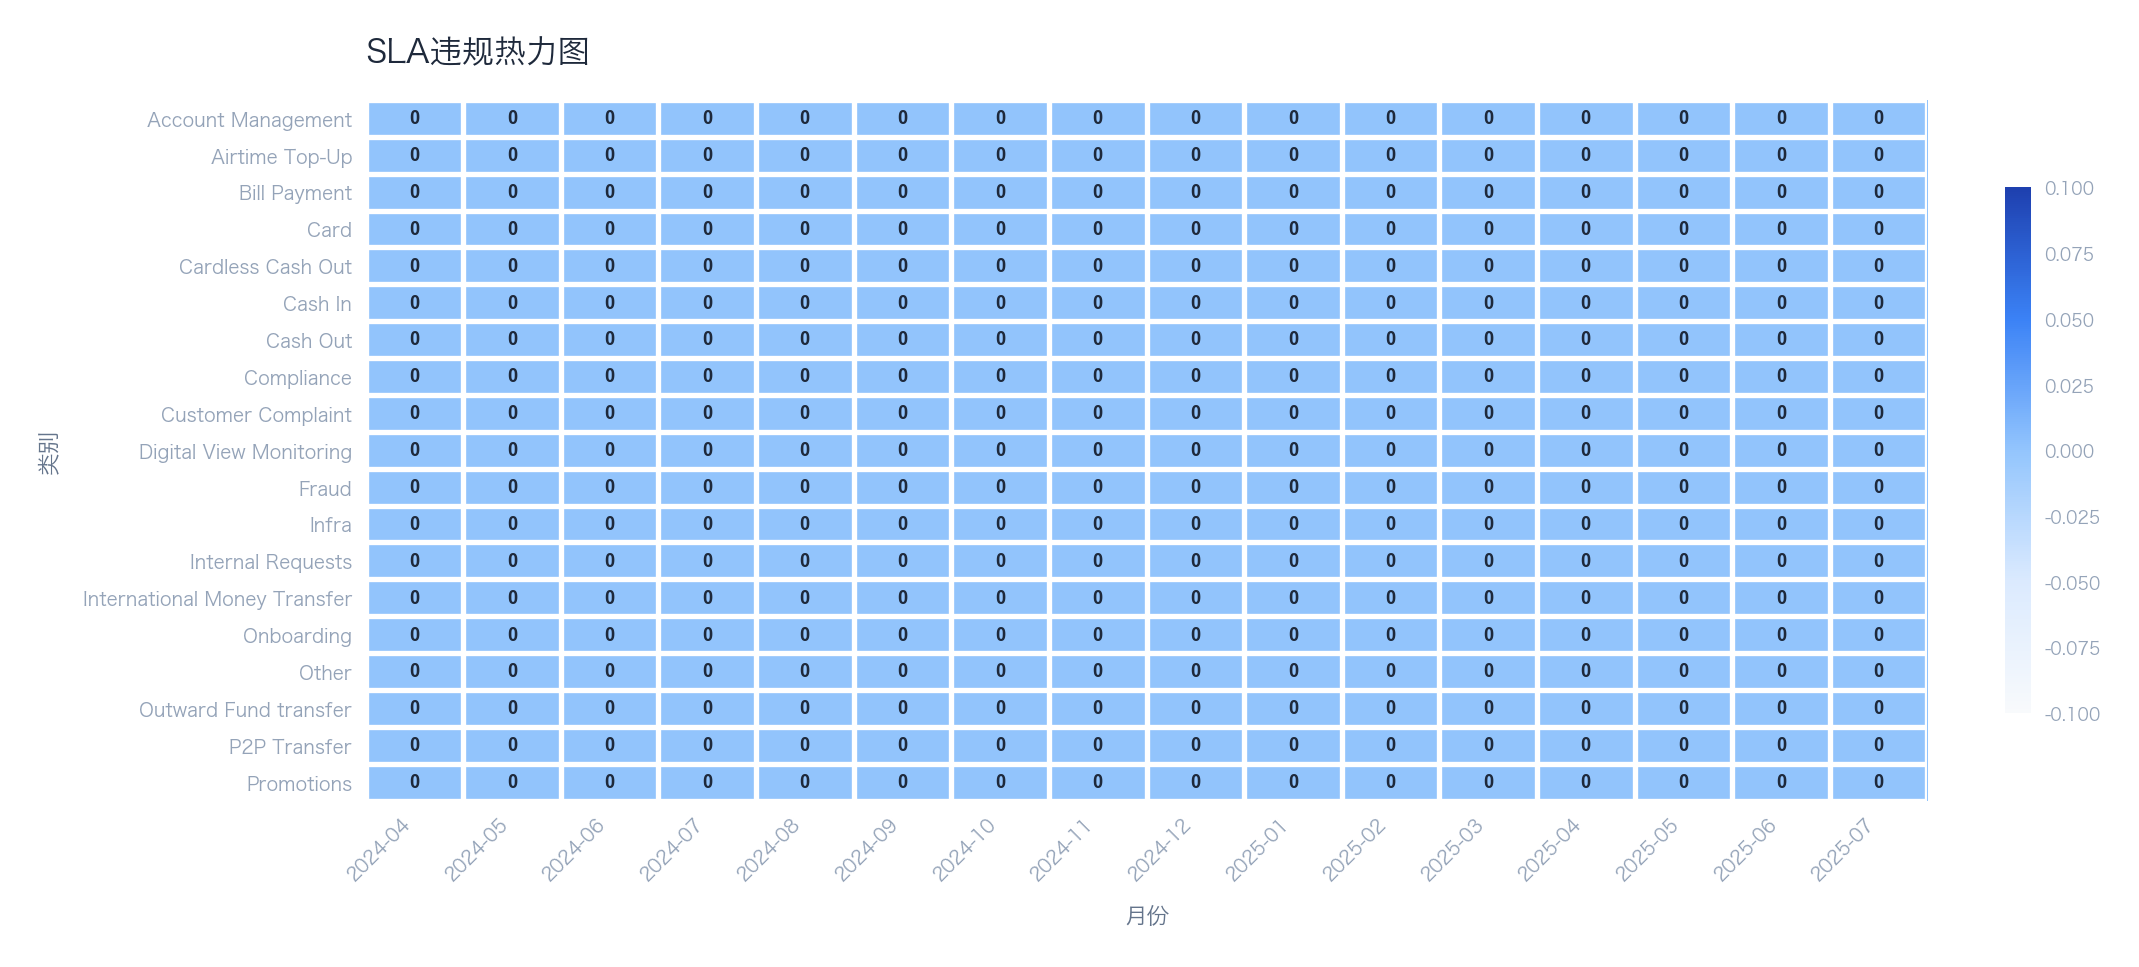 SLA违规热力图
类别
Account Management 0 0 0 0 0 0 0 0 0 0 0 0 0 0 0 0
Airtime Top-Up 0 0 0 0 0 0 0 0 0 0 0 0 0 0 0 0
Bill Payment 0 0 0 0 0 0 0 0 0 0 0 0 0 0 0 0
Card 0 0 0 0 0 0 0 0 0 0 0 0 0 0 0 0
Cardless Cash Out 0 0 0 0 0 0 0 0 0 0 0 0 0 0 0 0
Cash In 0 0 0 0 0 0 0 0 0 0 0 0 0 0 0 0
Cash Out 0 0 0 0 0 0 0 0 0 0 0 0 0 0 0 0
Compliance 0 0 0 0 0 0 0 0 0 0 0 0 0 0 0 0
Customer Complaint 0 0 0 0 0 0 0 0 0 0 0 0 0 0 0 0
Digital View Monitoring 0 0 0 0 0 0 0 0 0 0 0 0 0 0 0 0
Fraud 0 0 0 0 0 0 0 0 0 0 0 0 0 0 0 0
Infra 0 0 0 0 0 0 0 0 0 0 0 0 0 0 0 0
Internal Requests 0 0 0 0 0 0 0 0 0 0 0 0 0 0 0 0
International Money Transfer 0 0 0 0 0 0 0 0 0 0 0 0 0 0 0 0
Onboarding 0 0 0 0 0 0 0 0 0 0 0 0 0 0 0 0
Other 0 0 0 0 0 0 0 0 0 0 0 0 0 0 0 0
Outward Fund transfer 0 0 0 0 0 0 0 0 0 0 0 0 0 0 0 0
P2P Transfer 0 0 0 0 0 0 0 0 0 0 0 0 0 0 0 0
Promotions 0 0 0 0 0 0 0 0 0 0 0 0 0 0 0 0
2024-04 2024-05 2024-06 2024-07 2024-08 2024-09 2024-10 2024-11 2024-12 2025-01 2025-02 2025-03 2025-04 2025-05 2025-06 2025-07
月份
0.100
0.075
0.050
0.025
0.000
-0.025
-0.050
-0.075
-0.100